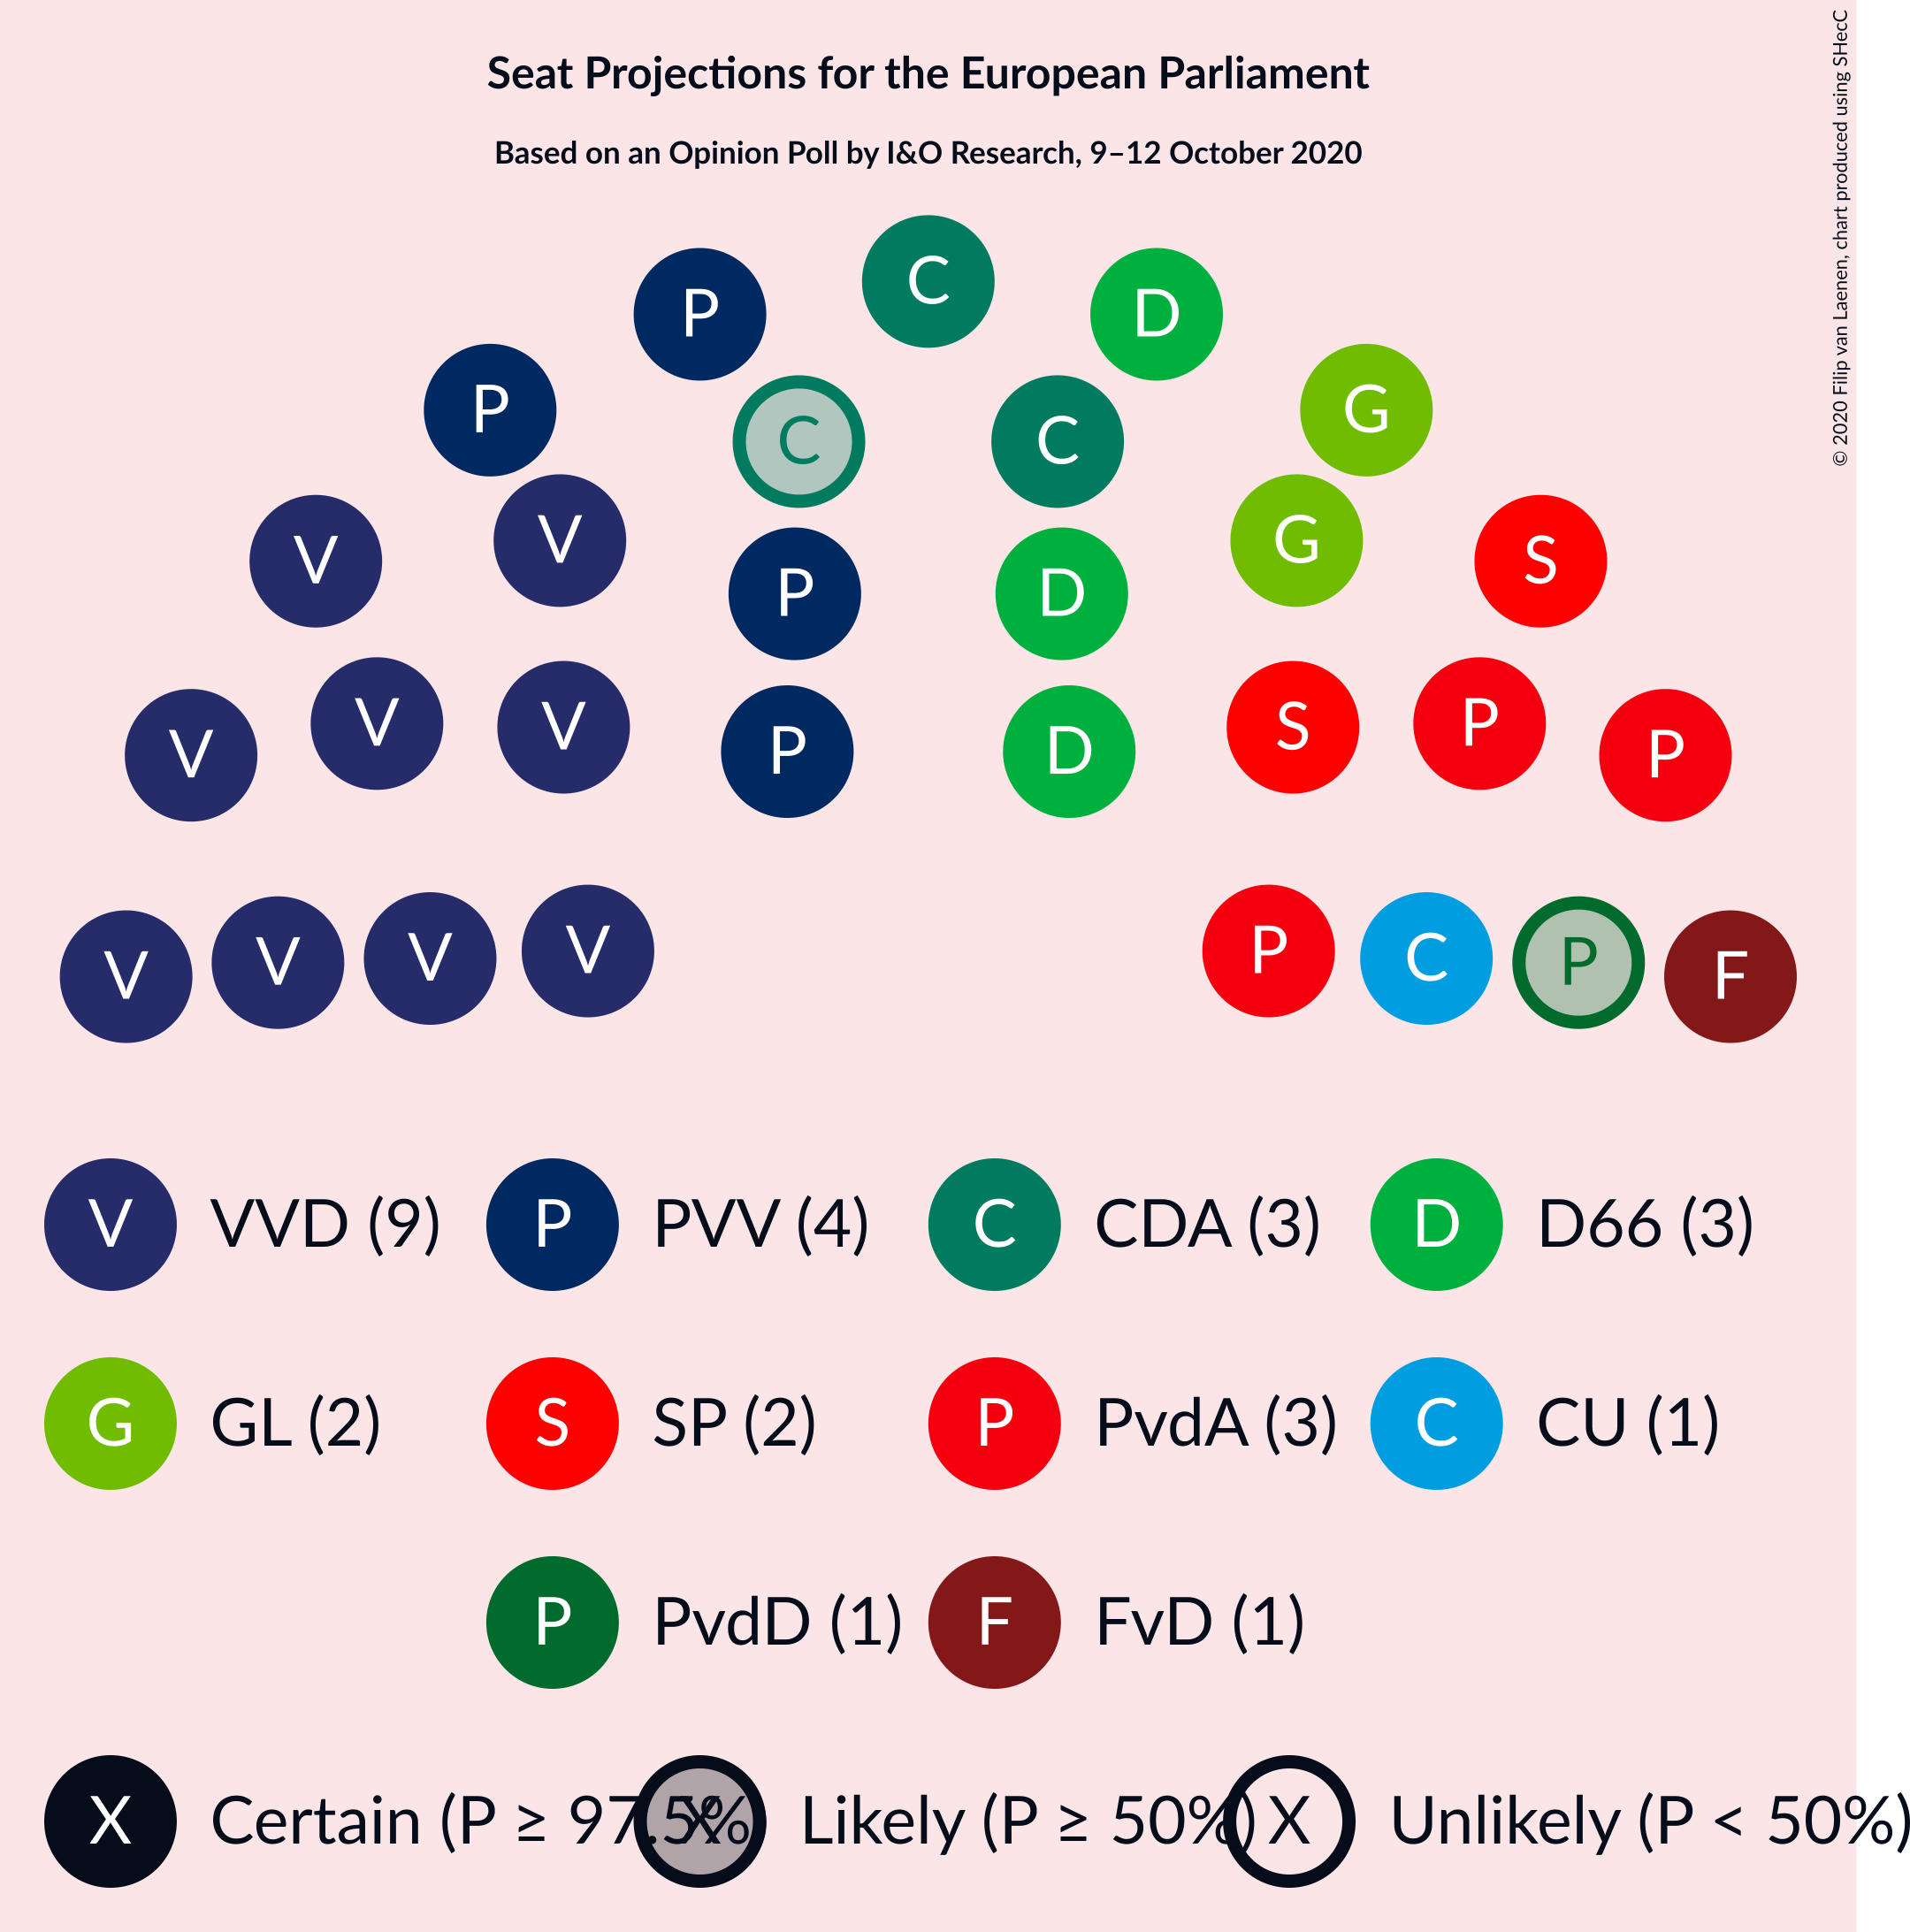 Seat Projections for the European Parliament
Based on an Opinion Poll by I&O Research, 9–12 October 2020
© 2020 Filip van Laenen, chart produced using SHecC
C
P D
P G
C C
V V G S
P D
V V V S P P
P D
V V V V P C P F
V VVD (9) P PVV (4) C CDA (3) D D66 (3)
G GL (2) S SP (2) P PvdA (3) C CU (1)
P PvdD (1) F FvD (1)
X Certain (P ≥ 97.5% X Likely (P ≥ 50%) X Unlikely (P < 50%)